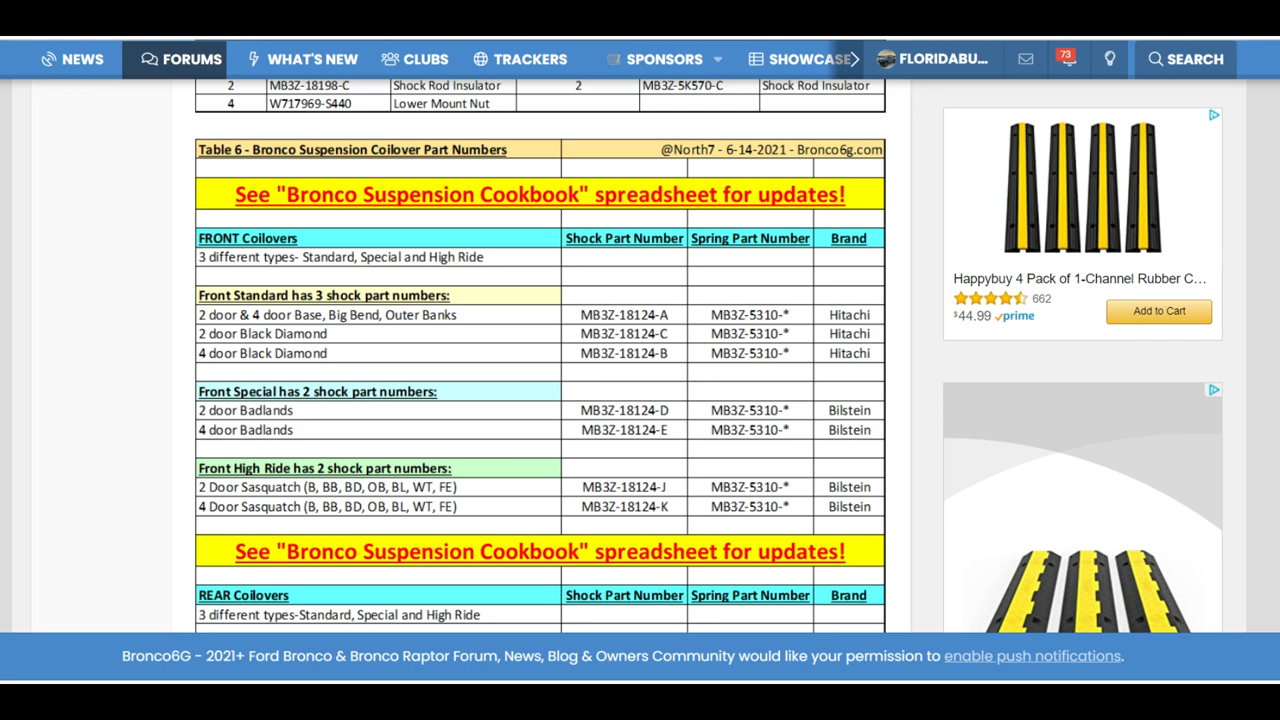 NEWS FORUMS WHAT'S NEW CLUBS TRACKERS SPONSORS SHOWCASE FLORIDABU... 73 SEARCH
2 MB3Z-18198-C Shock Rod Insulator 2 MB3Z-5K570-C Shock Rod Insulator
4 W717969-S440 Lower Mount Nut
Table 6 - Bronco Suspension Coilover Part Numbers @North7 - 6-14-2021 - Bronco6g.com
See "Bronco Suspension Cookbook" spreadsheet for updates!
FRONT Coilovers Shock Part Number Spring Part Number Brand
3 different types- Standard, Special and High Ride
Front Standard has 3 shock part numbers:
2 door & 4 door Base, Big Bend, Outer Banks MB3Z-18124-A MB3Z-5310-* Hitachi
2 door Black Diamond MB3Z-18124-C MB3Z-5310-* Hitachi
4 door Black Diamond MB3Z-18124-B MB3Z-5310-* Hitachi
Front Special has 2 shock part numbers:
2 door Badlands MB3Z-18124-D MB3Z-5310-* Bilstein
4 door Badlands MB3Z-18124-E MB3Z-5310-* Bilstein
Front High Ride has 2 shock part numbers:
2 Door Sasquatch (B, BB, BD, OB, BL, WT, FE) MB3Z-18124-J MB3Z-5310-* Bilstein
4 Door Sasquatch (B, BB, BD, OB, BL, WT, FE) MB3Z-18124-K MB3Z-5310-* Bilstein
See "Bronco Suspension Cookbook" spreadsheet for updates!
REAR Coilovers Shock Part Number Spring Part Number Brand
3 different types-Standard, Special and High Ride
Happybuy 4 Pack of 1-Channel Rubber C...
662
$44.99 prime Add to Cart
Bronco6G - 2021+ Ford Bronco & Bronco Raptor Forum, News, Blog & Owners Community would like your permission to enable push notifications.